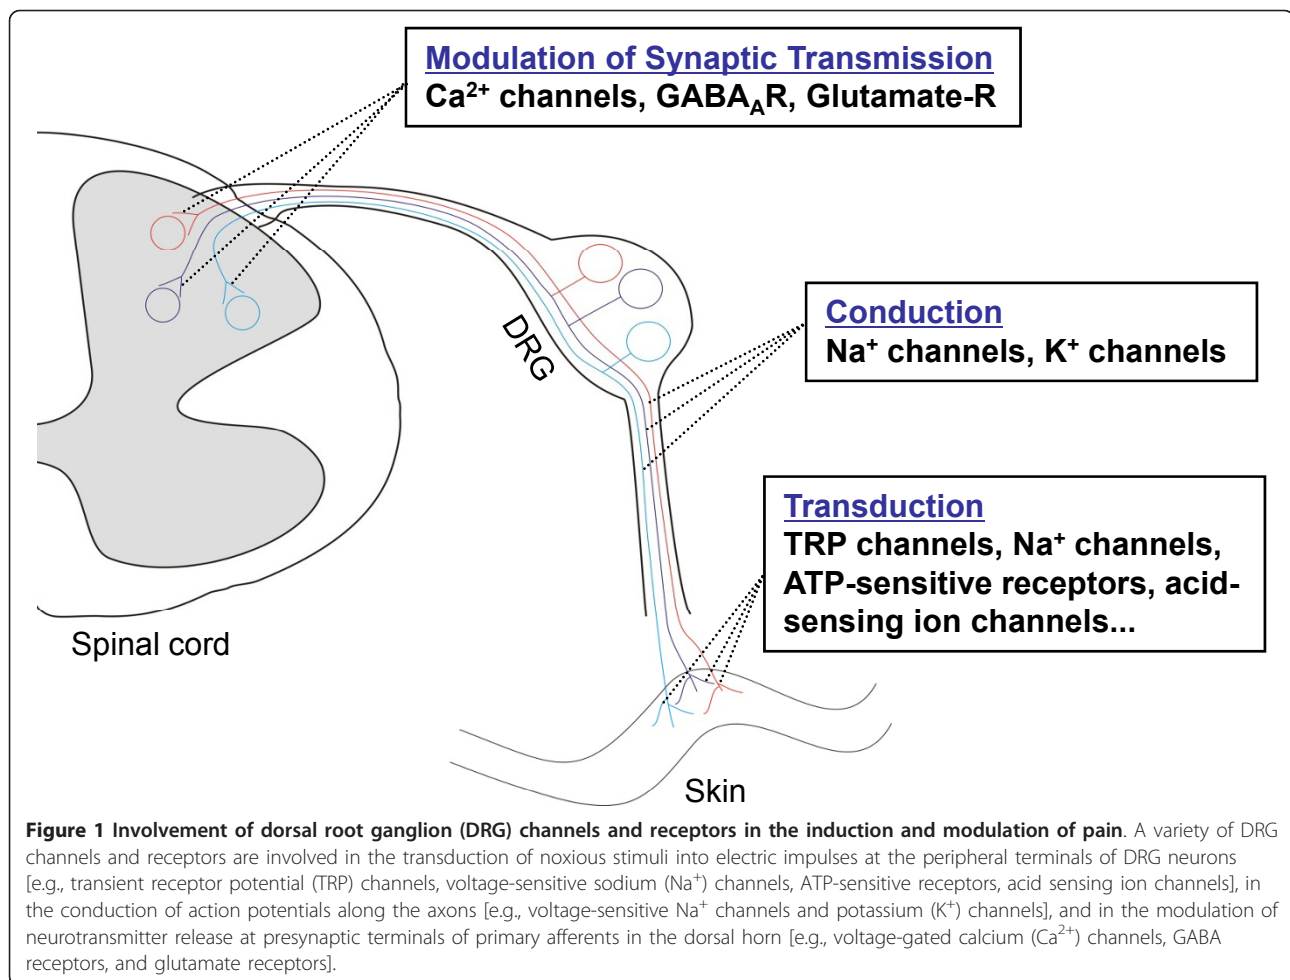 Modulation of Synaptic Transmission
Ca²⁺ channels, GABA_AR, Glutamate-R
DRG
Conduction
Na⁺ channels, K⁺ channels
Transduction
TRP channels, Na⁺ channels,
ATP-sensitive receptors, acid-
sensing ion channels...
Spinal cord
Skin
Figure 1 Involvement of dorsal root ganglion (DRG) channels and receptors in the induction and modulation of pain. A variety of DRG
channels and receptors are involved in the transduction of noxious stimuli into electric impulses at the peripheral terminals of DRG neurons
[e.g., transient receptor potential (TRP) channels, voltage-sensitive sodium (Na⁺) channels, ATP-sensitive receptors, acid sensing ion channels], in
the conduction of action potentials along the axons [e.g., voltage-sensitive Na⁺ channels and potassium (K⁺) channels], and in the modulation of
neurotransmitter release at presynaptic terminals of primary afferents in the dorsal horn [e.g., voltage-gated calcium (Ca²⁺) channels, GABA
receptors, and glutamate receptors].